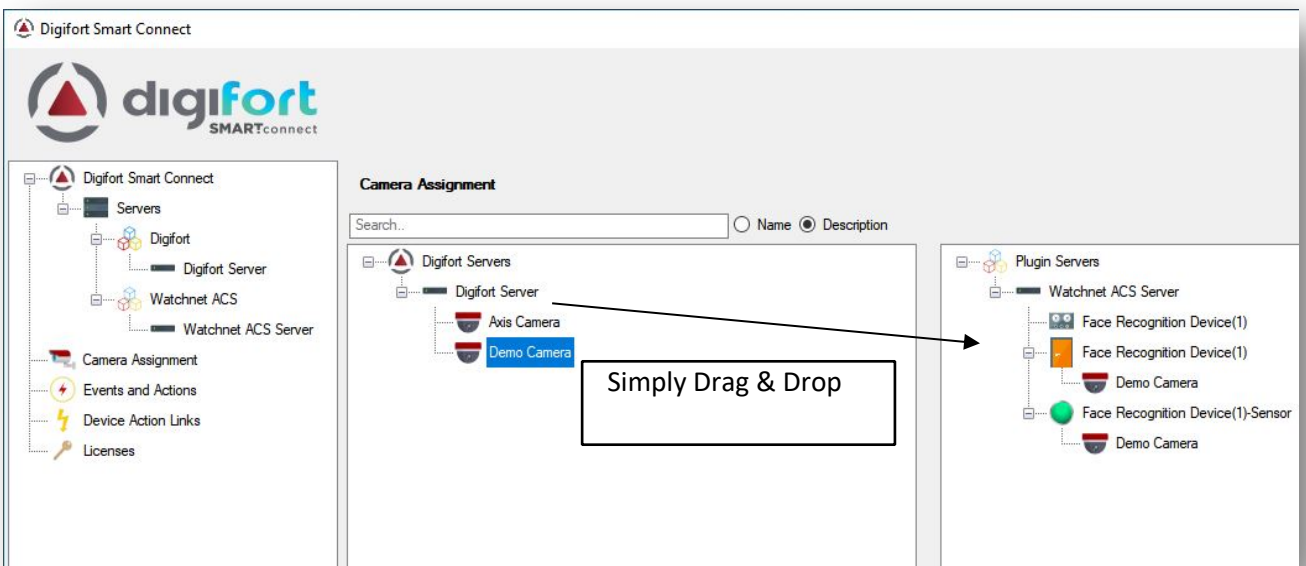 Digifort Smart Connect
digifort
SMARTconnect
Digifort Smart Connect
Servers
Digifort
Digifort Server
Watchnet ACS
Watchnet ACS Server
Camera Assignment
Events and Actions
Device Action Links
Licenses
Camera Assignment
Search..
Name
Description
Digifort Servers
Digifort Server
Axis Camera
Demo Camera
Simply Drag & Drop
Plugin Servers
Watchnet ACS Server
Face Recognition Device(1)
Face Recognition Device(1)
Demo Camera
Face Recognition Device(1)-Sensor
Demo Camera